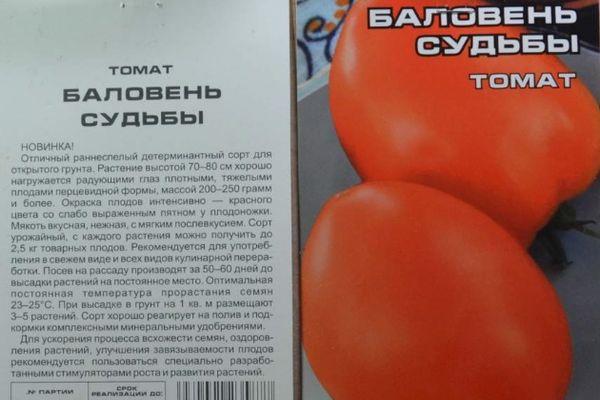 ТОМАТ
БАЛОВЕНЬ
СУДЬБЫ
НОВИНКА!
Отличный раннеспелый детерминантный сорт для
открытого грунта. Растение высотой 70–80 см хорошо
нагружается радующими глаз плотными, тяжелыми
плодами перцевидной формы, массой 200–250 грамм
и более. Окраска плодов интенсивно — красного
цвета со слабо выраженным пятном у плодоножки.
Мякоть вкусная, нежная, с мягким послевкусием. Сорт
урожайный, с каждого растения можно получить до
2,5 кг товарных плодов. Рекомендуется для употреб-
ления в свежем виде и всех видов кулинарной перера-
ботки. Посев на рассаду производят за 50–60 дней до
высадки растений на постоянное место. Оптимальная
постоянная температура прорастания семян
23–25°С. При высадке в грунт на 1 кв. м размещают
3–5 растений. Сорт хорошо реагирует на полив и под-
кормки комплексными минеральными удобрениями.
Для ускорения процесса всхожести семян, оздоров-
ления растений, улучшения завязываемости плодов
рекомендуется пользоваться специально разрабо-
танными стимуляторами роста и развития растений.
№ ПАРТИИ
СРОК
РЕАЛИЗАЦИИ ДО:
БАЛОВЕНЬ
СУДЬБЫ
ТОМАТ